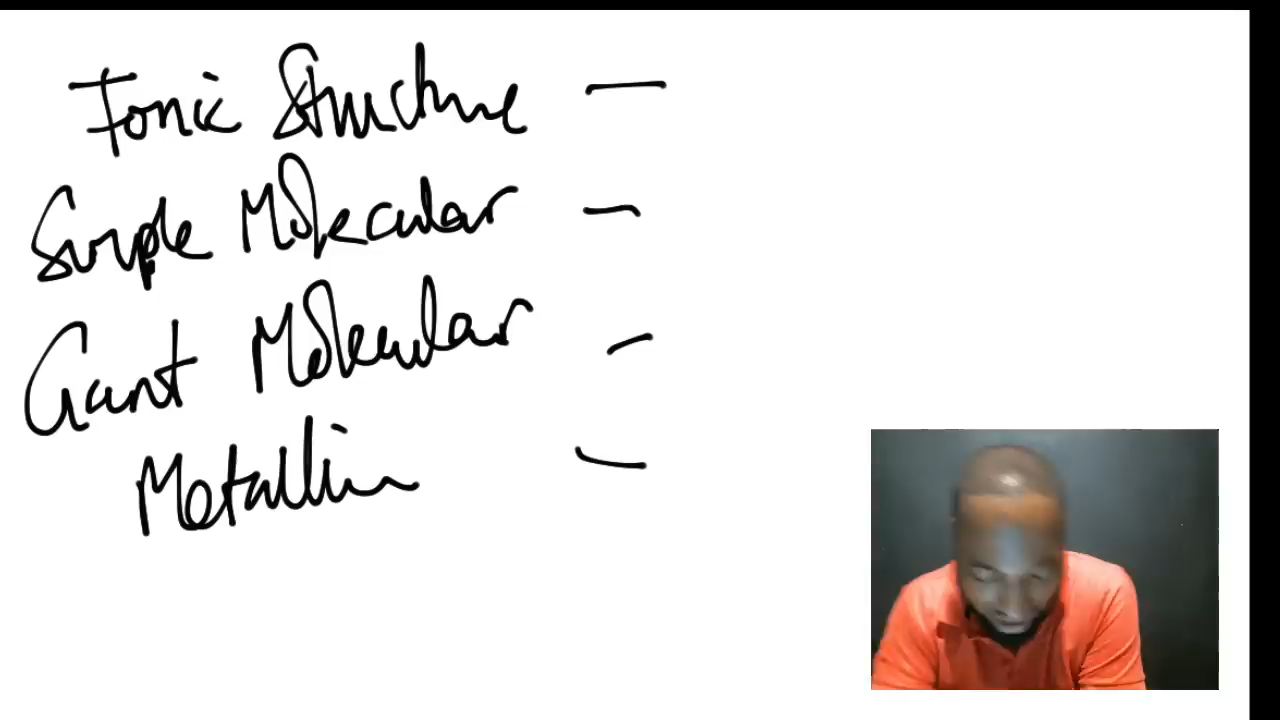 Ionic Structure —
Simple Molecular —
Giant Molecular —
Metallic —